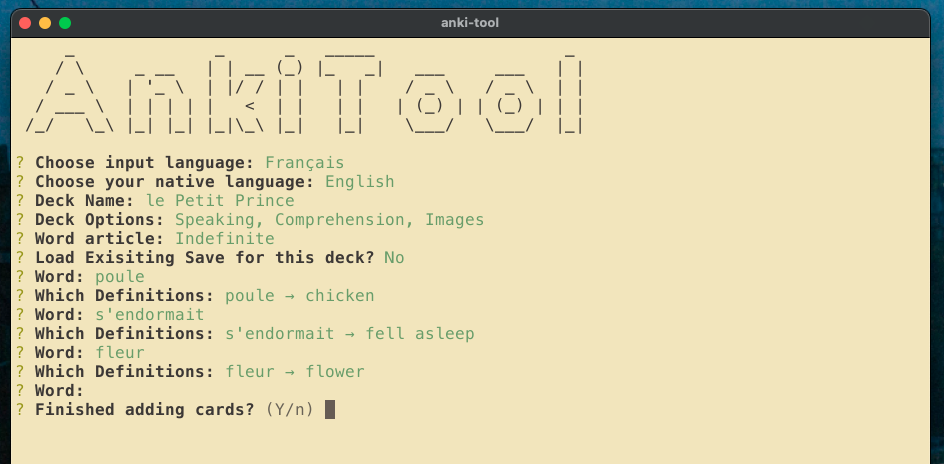 anki-tool
AnkiTool
? Choose input language: Français
? Choose your native language: English
? Deck Name: le Petit Prince
? Deck Options: Speaking, Comprehension, Images
? Word article: Indefinite
? Load Exisiting Save for this deck? No
? Word: poule
? Which Definitions: poule → chicken
? Word: s'endormait
? Which Definitions: s'endormait → fell asleep
? Word: fleur
? Which Definitions: fleur → flower
? Word:
? Finished adding cards? (Y/n)